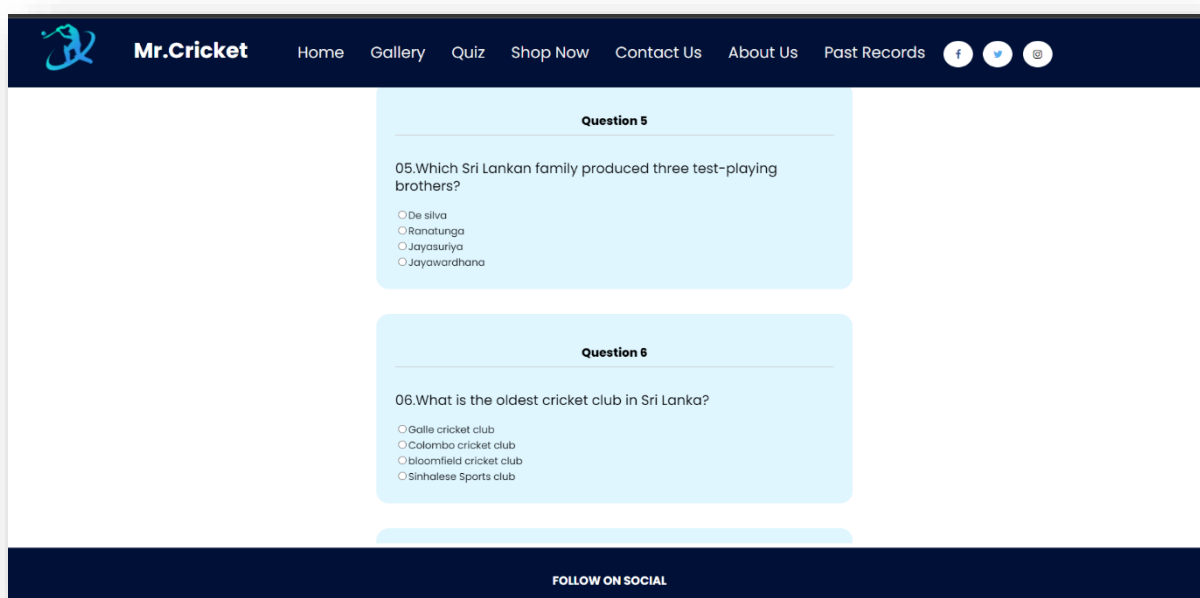 Mr.Cricket Home Gallery Quiz Shop Now Contact Us About Us Past Records
Question 5
05.Which Sri Lankan family produced three test-playing
brothers?
De silva
Ranatunga
Jayasuriya
Jayawardhana
Question 6
06.What is the oldest cricket club in Sri Lanka?
Galle cricket club
Colombo cricket club
bloomfield cricket club
Sinhalese Sports club
FOLLOW ON SOCIAL